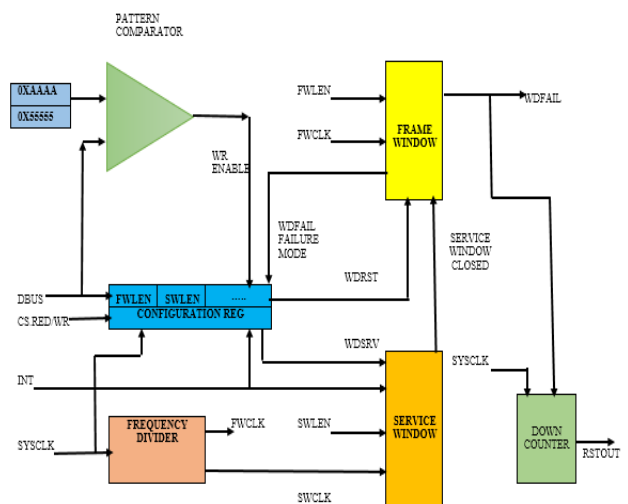 PATTERN
COMPARATOR
0XAAAA
0X55555
FWLEN
WDFAIL
FWCLK
FRAME
WINDOW
WR
ENABLE
WDFAIL
FAILURE
MODE
SERVICE
WINDOW
CLOSED
WDRST
DBUS
FWLEN
SWLEN
.....
CONFIGURATION REG
CS.RED/WR
WDSRV
SYSCLK
INT
SERVICE
WINDOW
SWLEN
FREQUENCY
DIVIDER
FWCLK
SYSCLK
DOWN
COUNTER
RSTOUT
SWCLK